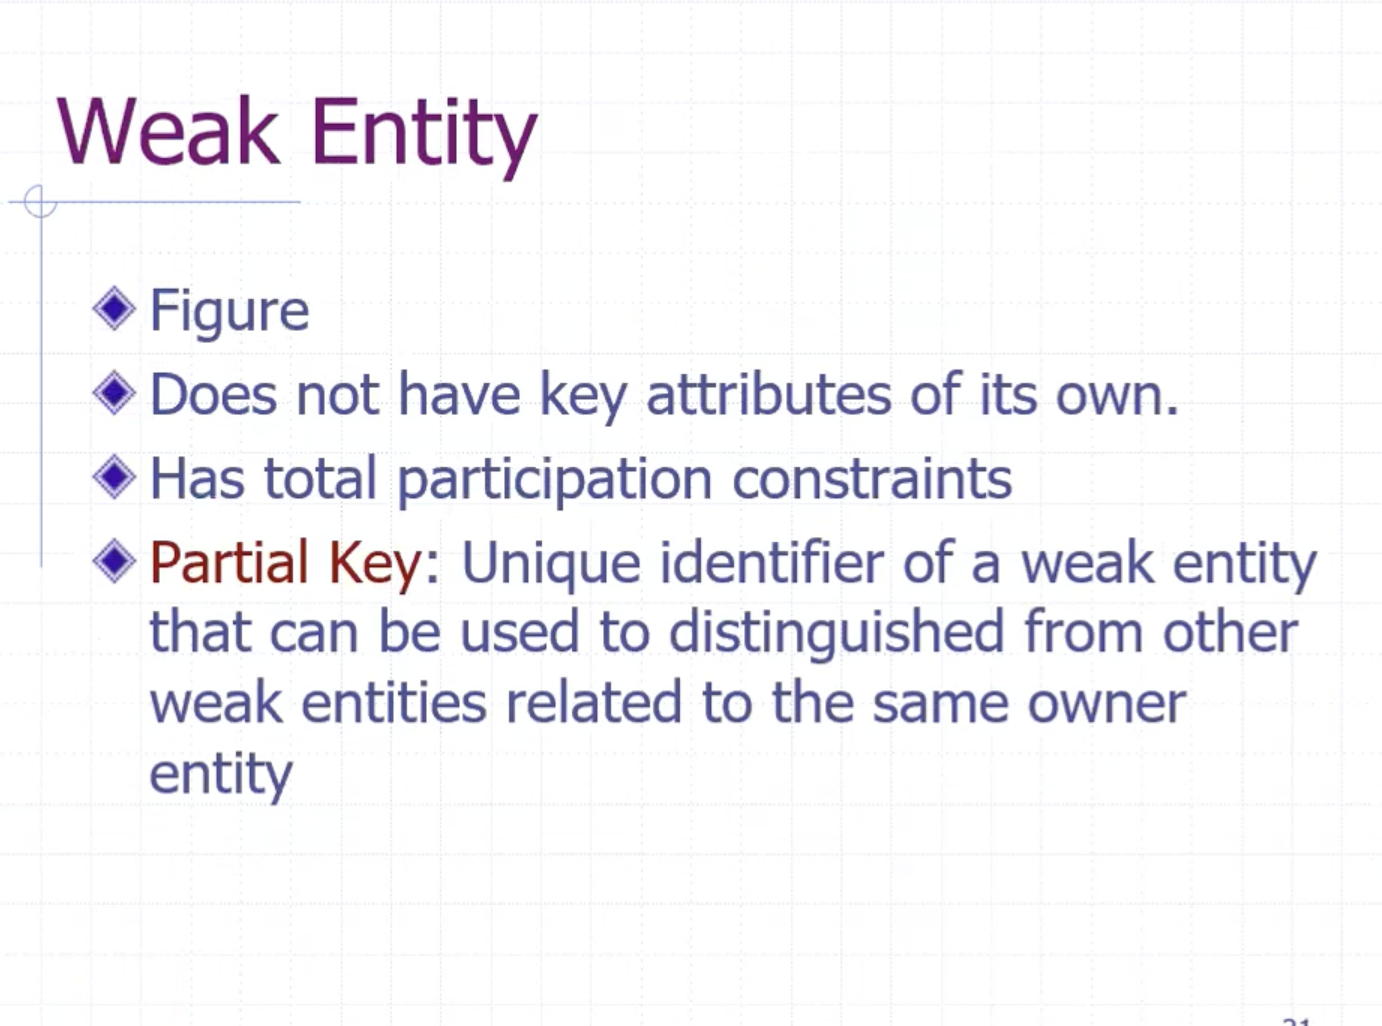 Weak Entity
Figure
Does not have key attributes of its own.
Has total participation constraints
Partial Key: Unique identifier of a weak entity
that can be used to distinguished from other
weak entities related to the same owner
entity